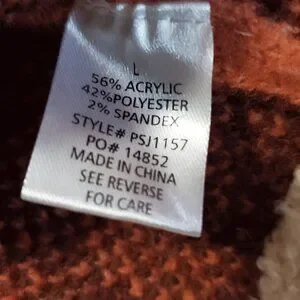 L
56% ACRYLIC
42%POLYESTER
2% SPANDEX
STYLE# PSJ1157
PO# 14852
MADE IN CHINA
SEE REVERSE
FOR CARE